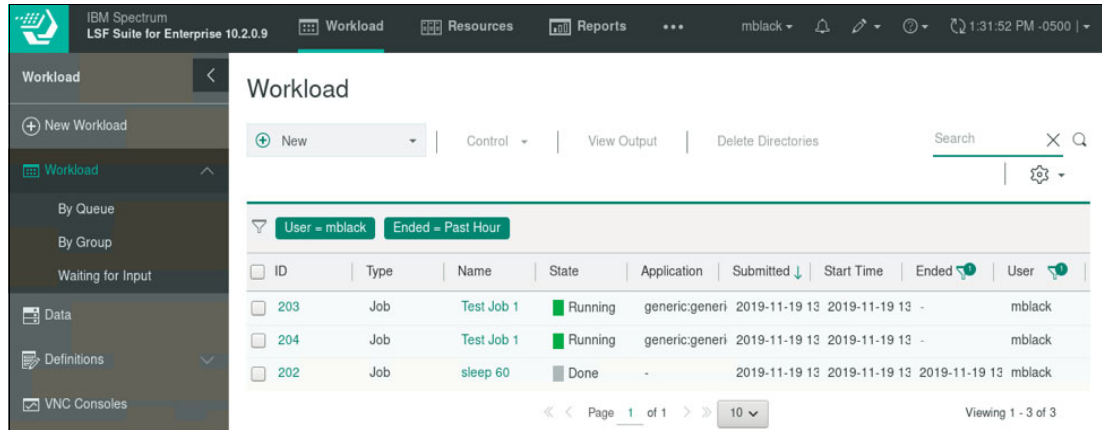 IBM Spectrum
LSF Suite for Enterprise 10.2.0.9
Workload
Resources
Reports
mblack
1:31:52 PM -0500 |
Workload
New Workload
Workload
By Queue
By Group
Waiting for Input
Data
Definitions
VNC Consoles
Workload
New
Control
View Output
Delete Directories
Search
User = mblack Ended = Past Hour
ID Type Name State Application Submitted Start Time Ended 1 User 1
203 Job Test Job 1 Running generic:generi 2019-11-19 13 2019-11-19 13 - mblack
204 Job Test Job 1 Running generic:generi 2019-11-19 13 2019-11-19 13 - mblack
202 Job sleep 60 Done - 2019-11-19 13 2019-11-19 13 2019-11-19 13 mblack
Page 1 of 1 10 Viewing 1 - 3 of 3